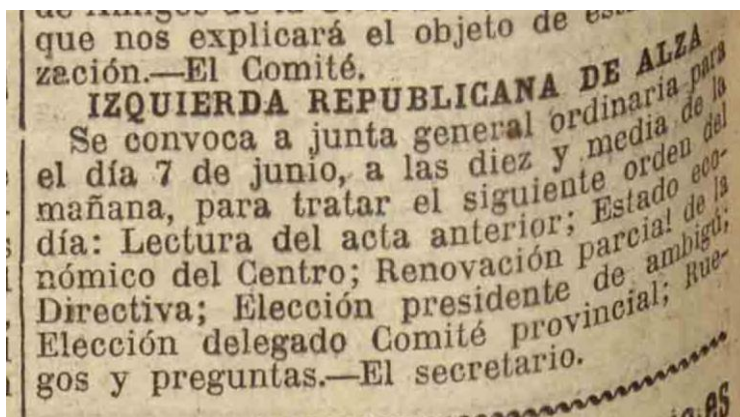 que nos explicará el objeto de
zación.—El Comité.
IZQUIERDA REPUBLICANA DE ALZA
Se convoca a junta general ordinaria para
el día 7 de junio, a las diez y media de la
mañana, para tratar el siguiente orden del
día: Lectura del acta anterior; Estado eco-
nómico del Centro; Renovación parcial de la
Directiva; Elección presidente de ambigú;
Elección delegado Comité provincial; Rue-
gos y preguntas.—El secretario.